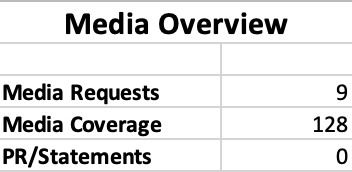 Media Overview
Media Requests 9
Media Coverage 128
PR/Statements 0